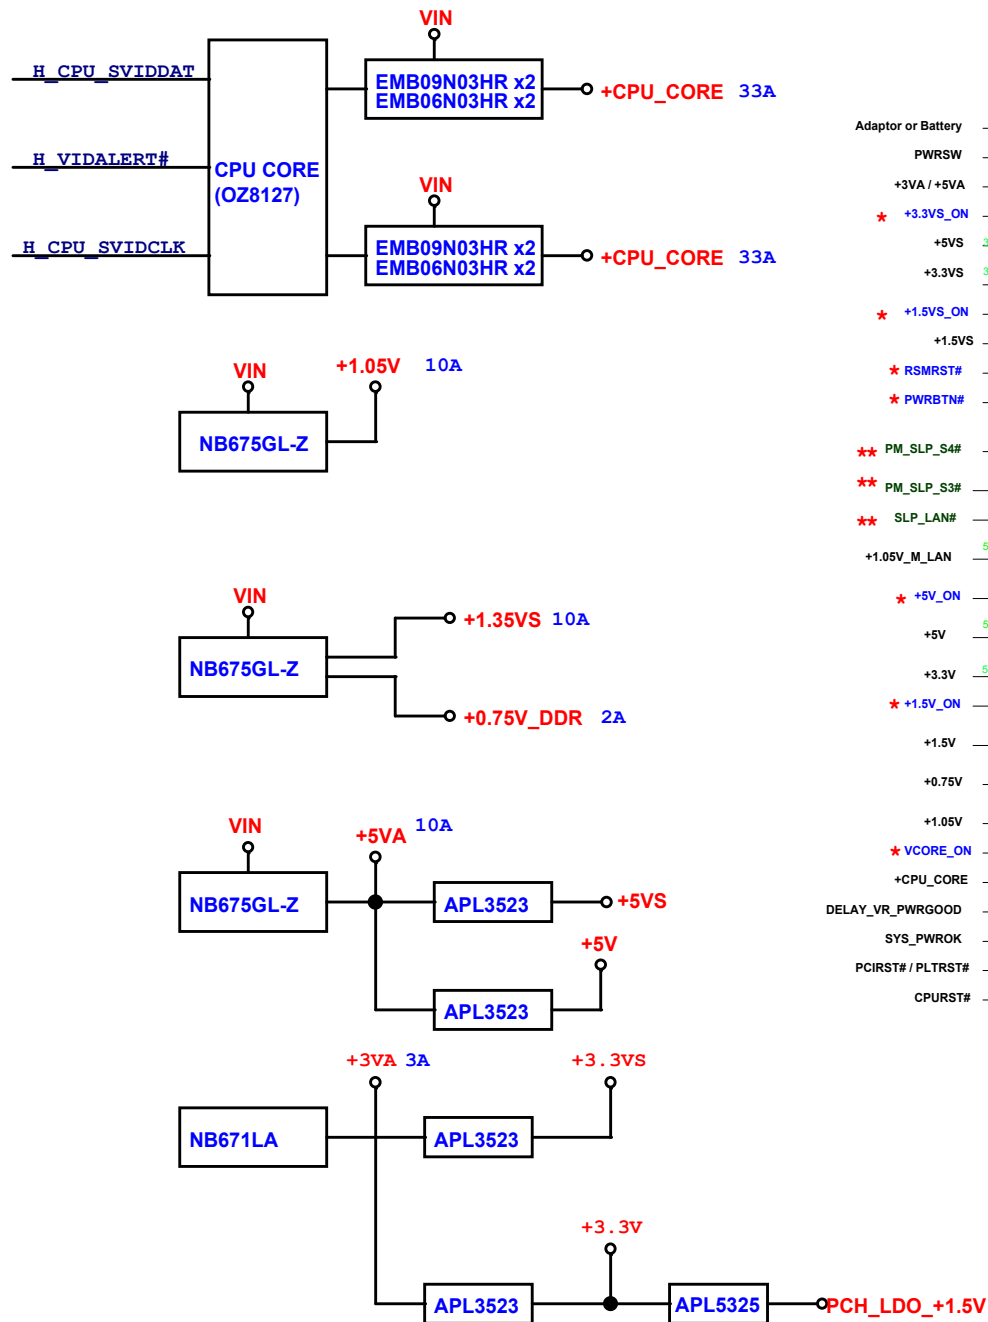 VIN
H_CPU_SVIDDAT
EMB09N03HR x2
EMB06N03HR x2
+CPU_CORE 33A
H_VIDALERT#
CPU CORE
(OZ8127)
VIN
H_CPU_SVIDCLK
EMB09N03HR x2
EMB06N03HR x2
+CPU_CORE 33A
VIN
+1.05V 10A
NB675GL-Z
VIN
+1.35VS 10A
NB675GL-Z
+0.75V_DDR 2A
VIN
+5VA 10A
NB675GL-Z
APL3523
+5VS
+5V
APL3523
+3VA 3A
+3.3VS
NB671LA
APL3523
+3.3V
APL3523
APL5325
PCH_LDO_+1.5V
Adaptor or Battery
PWRSW
+3VA / +5VA
* +3.3VS_ON
+5VS 3
+3.3VS 3
* +1.5VS_ON
+1.5VS
* RSMRST#
* PWRBTN#
** PM_SLP_S4#
** PM_SLP_S3#
** SLP_LAN#
+1.05V_M_LAN 5
* +5V_ON
+5V 5
+3.3V 5
* +1.5V_ON
+1.5V
+0.75V
+1.05V
* VCORE_ON
+CPU_CORE
DELAY_VR_PWRGOOD
SYS_PWROK
PCIRST# / PLTRST#
CPURST#